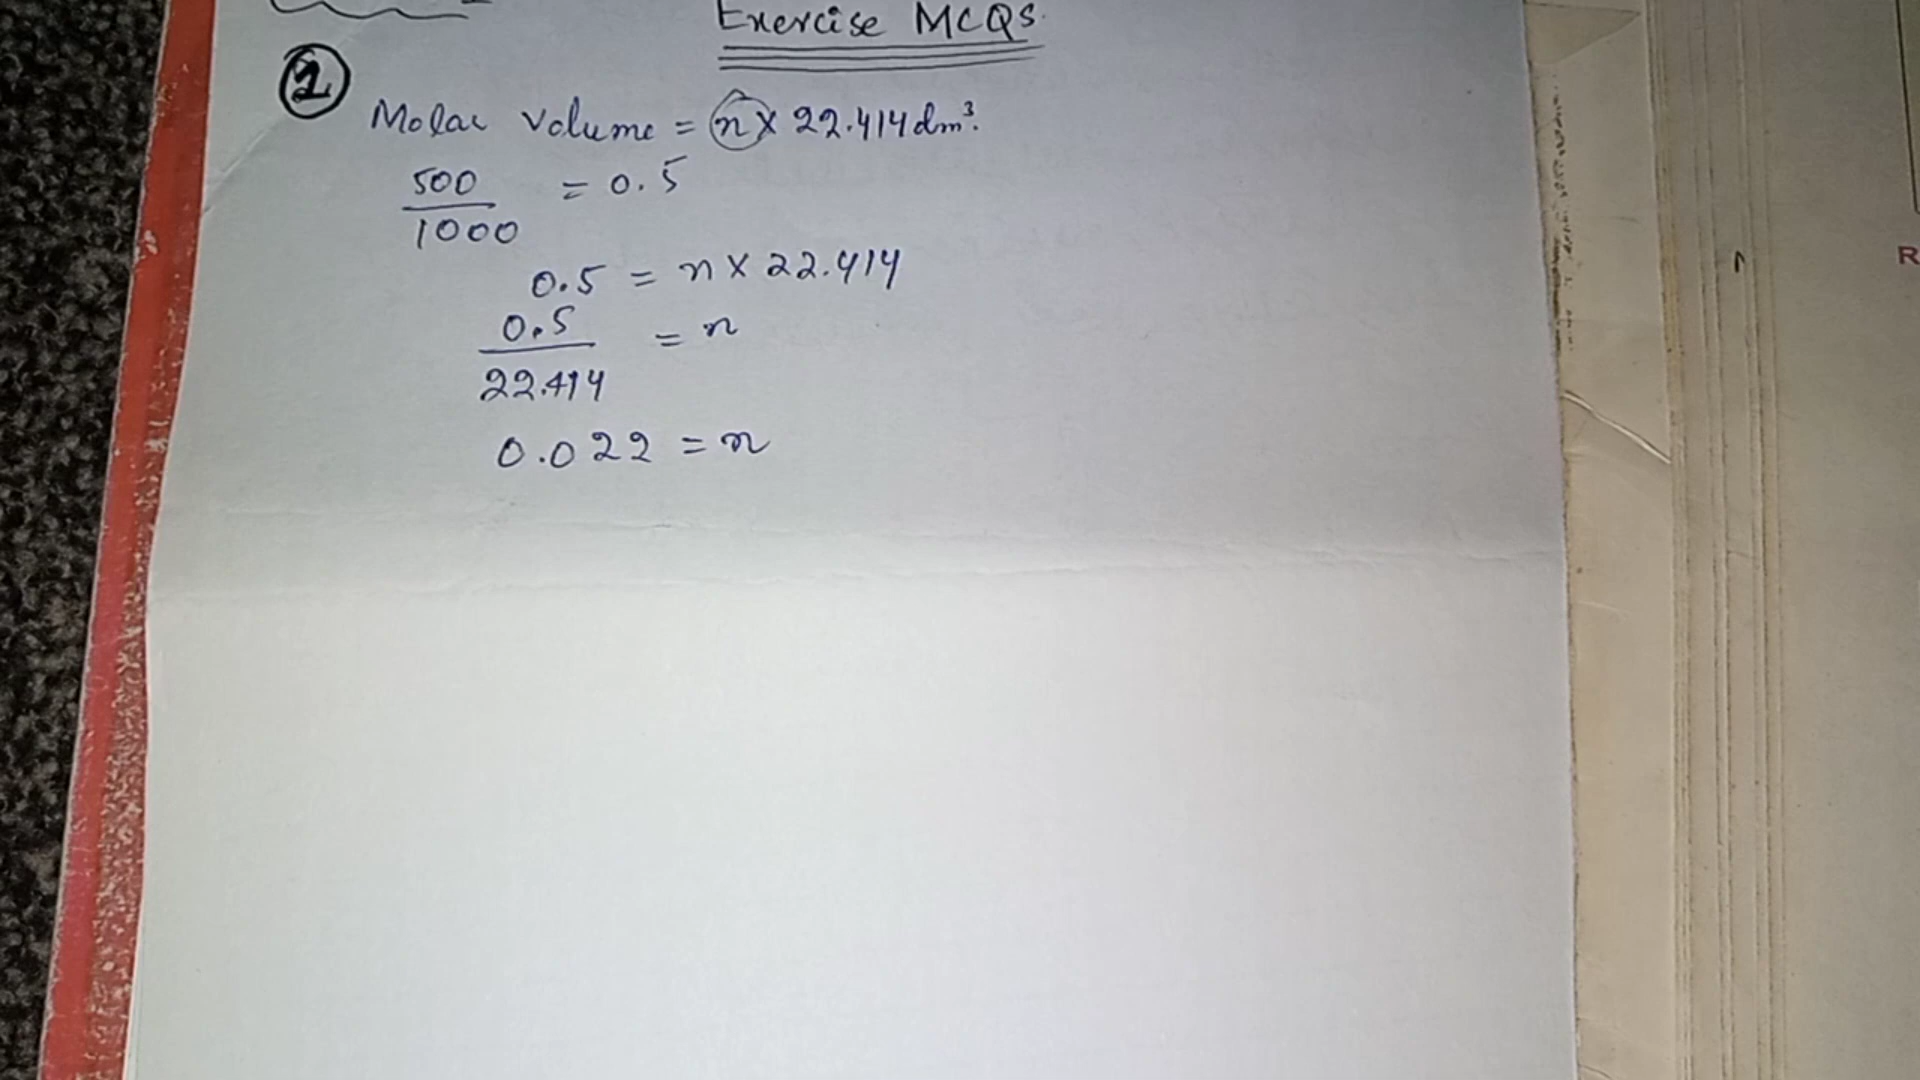 Exercise MCQs.
1
Molar volume = n × 22.414 dm³.
500 = 0.5
1000
0.5 = n × 22.414
0.5 = n
22.414
0.022 = n
R